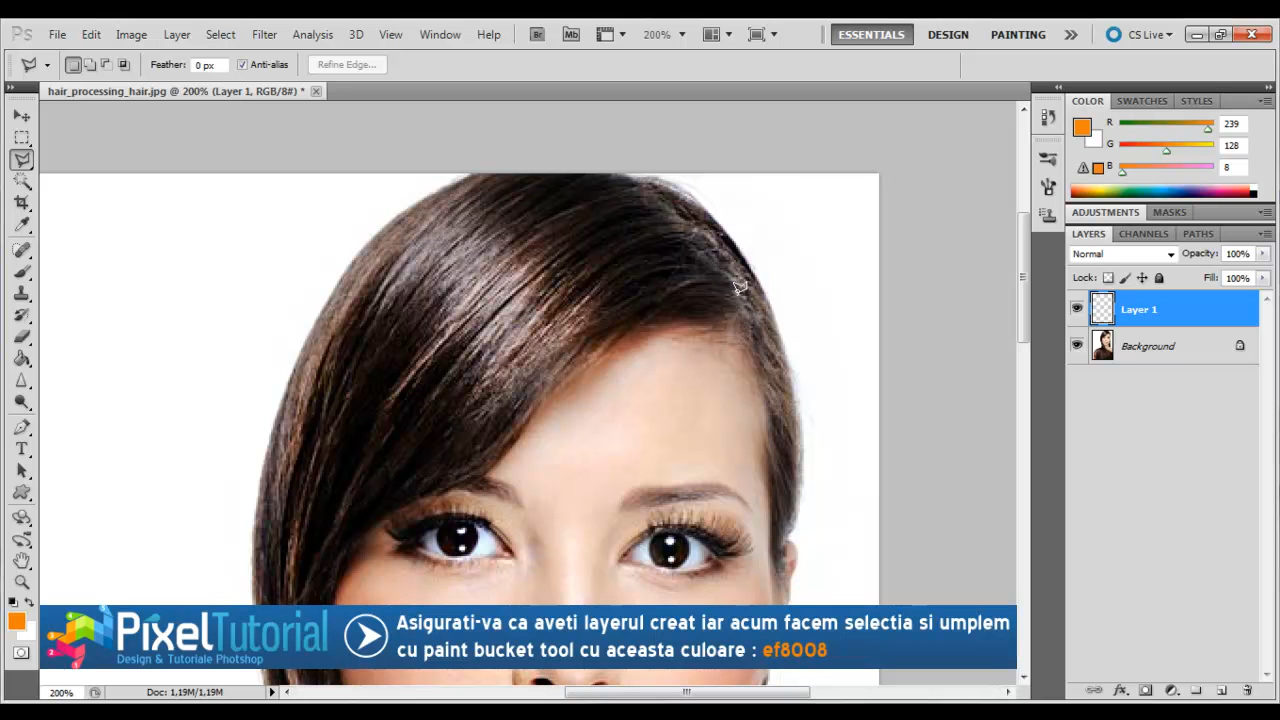 Ps File Edit Image Layer Select Filter Analysis 3D View Window Help Br Mb 200% ESSENTIALS DESIGN PAINTING CS Live
Feather: 0 px Anti-alias Refine Edge...
hair_processing_hair.jpg @ 200% (Layer 1, RGB/8#) *
COLOR SWATCHES STYLES
R 239
G 128
B 8
ADJUSTMENTS MASKS
LAYERS CHANNELS PATHS
Normal Opacity: 100%
Lock: Fill: 100%
Layer 1
Background
PixelTutorial
Design & Tutoriale Photshop
Asigurati-va ca aveti layerul creat iar acum facem selectia si umplem
cu paint bucket tool cu aceasta culoare : ef8008
200% Doc: 1,19M/1,19M